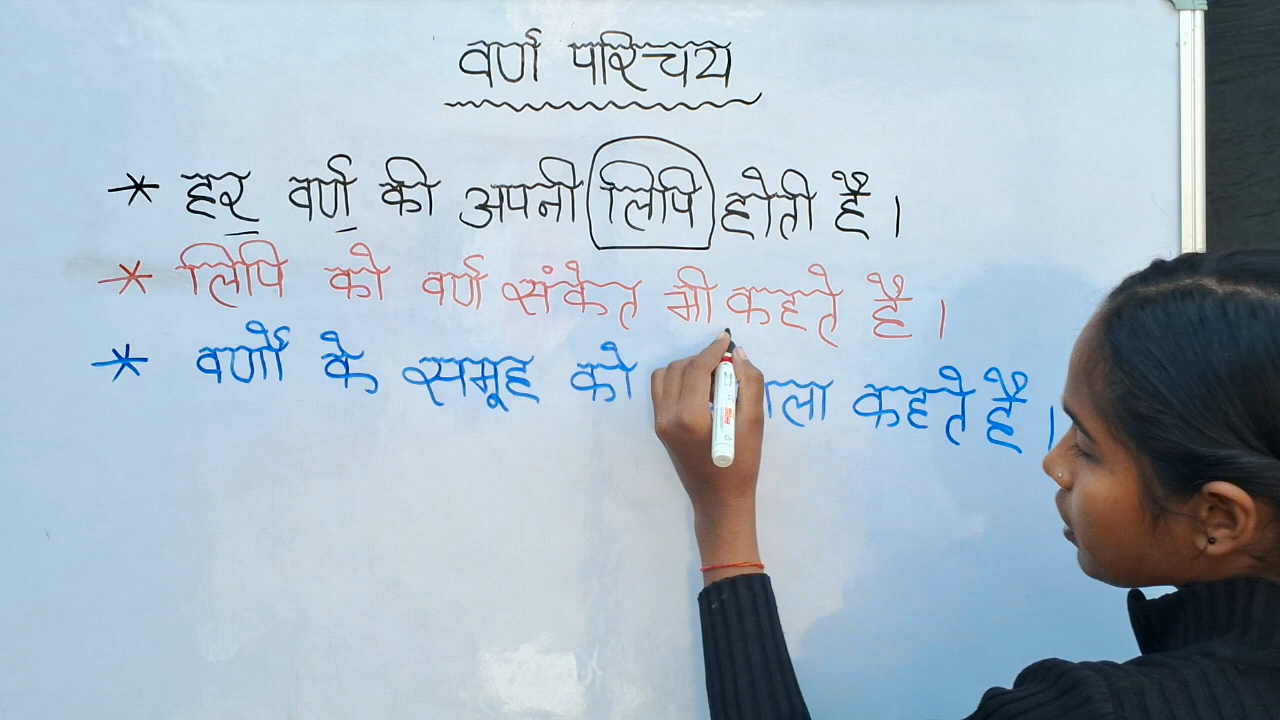 वर्ण परिचय
* हर वर्ण की अपनी लिपि होती है।
* लिपि को वर्ण संकेत भी कहते है।
* वर्णों के समूह को ला कहते है।